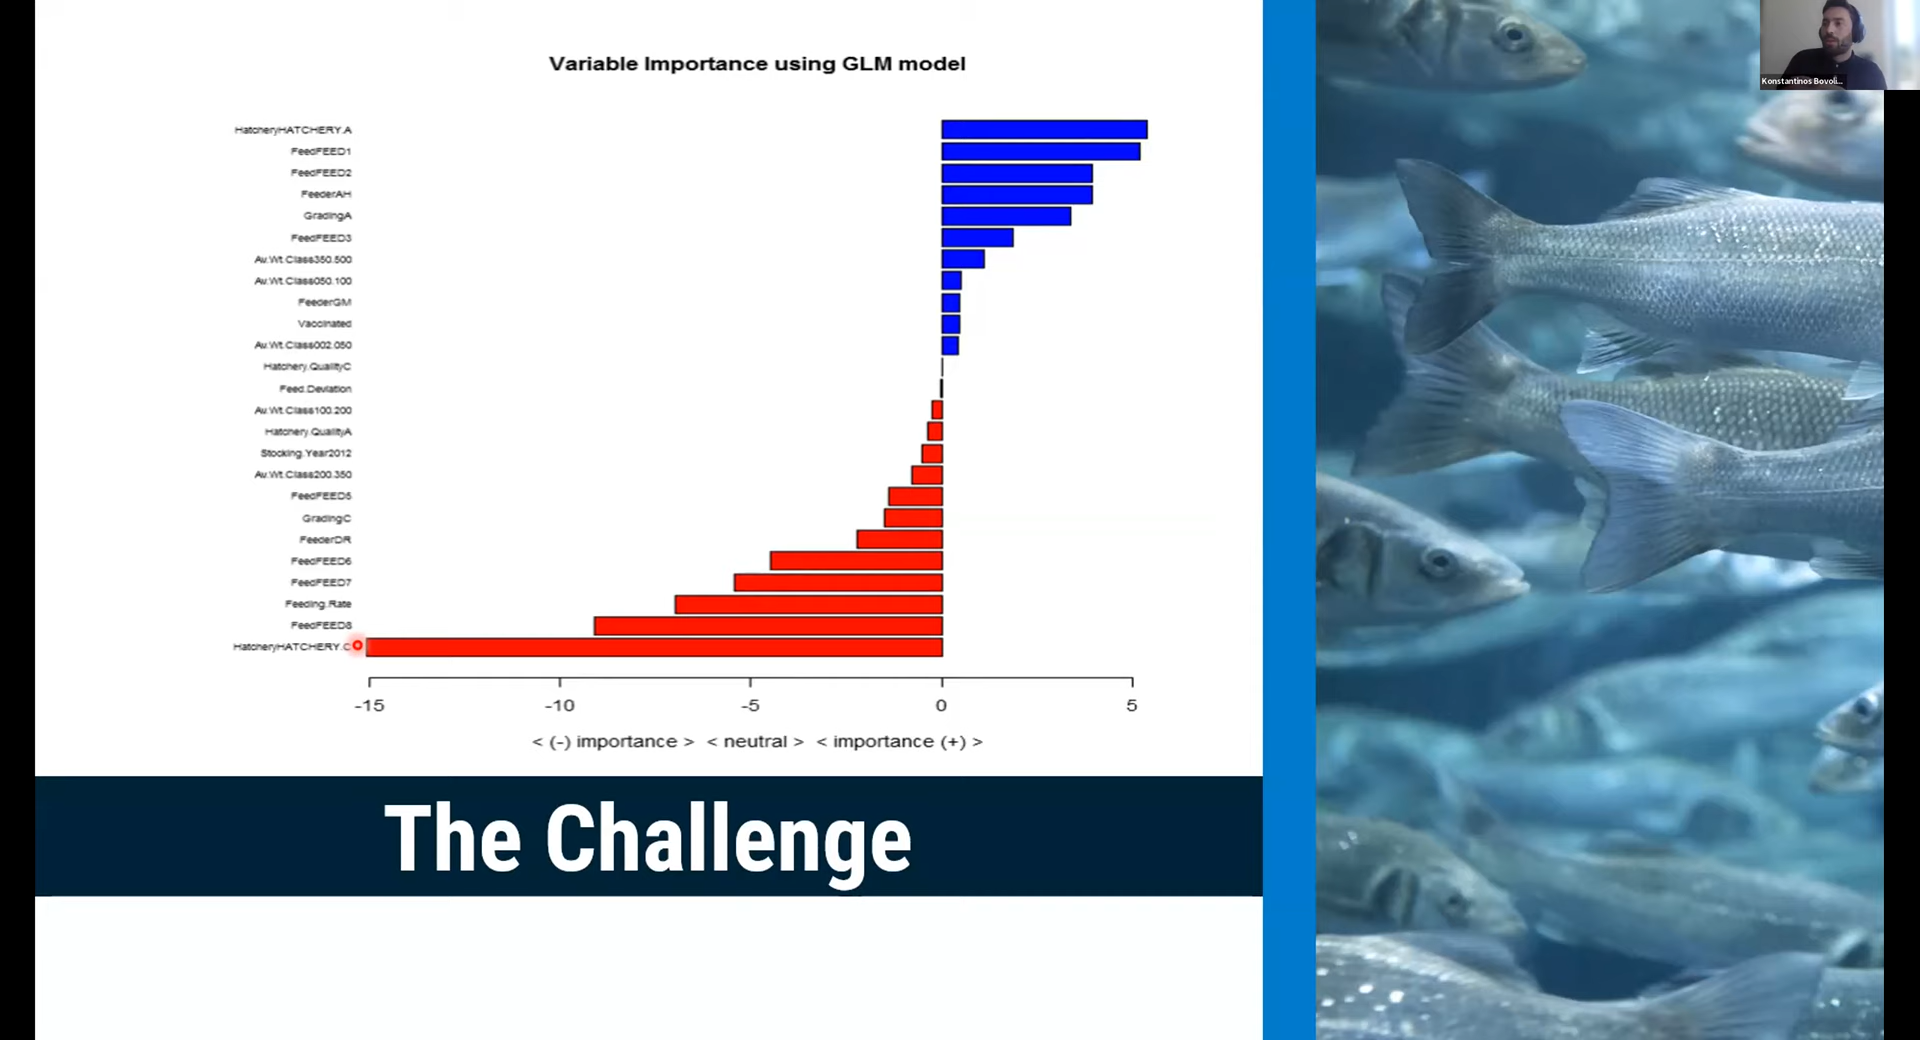 Variable Importance using GLM model
HatcheryHATCHERY.A
FeedFEED1
FeedFEED2
FeederAH
GradingA
FeedFEED3
Av.Wt.Class350.500
Av.Wt.Class050.100
FeederGM
Vaccinated
Av.Wt.Class002.050
Hatchery.QualityC
Feed.Deviation
Av.Wt.Class100.200
Hatchery.QualityA
Stocking.Year2012
Av.Wt.Class200.350
FeedFEED5
GradingC
FeederDR
FeedFEED6
FeedFEED7
Feeding.Rate
FeedFEED8
HatcheryHATCHERY.C
-15 -10 -5 0 5
< (-) importance > < neutral > < importance (+) >
The Challenge
Konstantinos Bovoli...